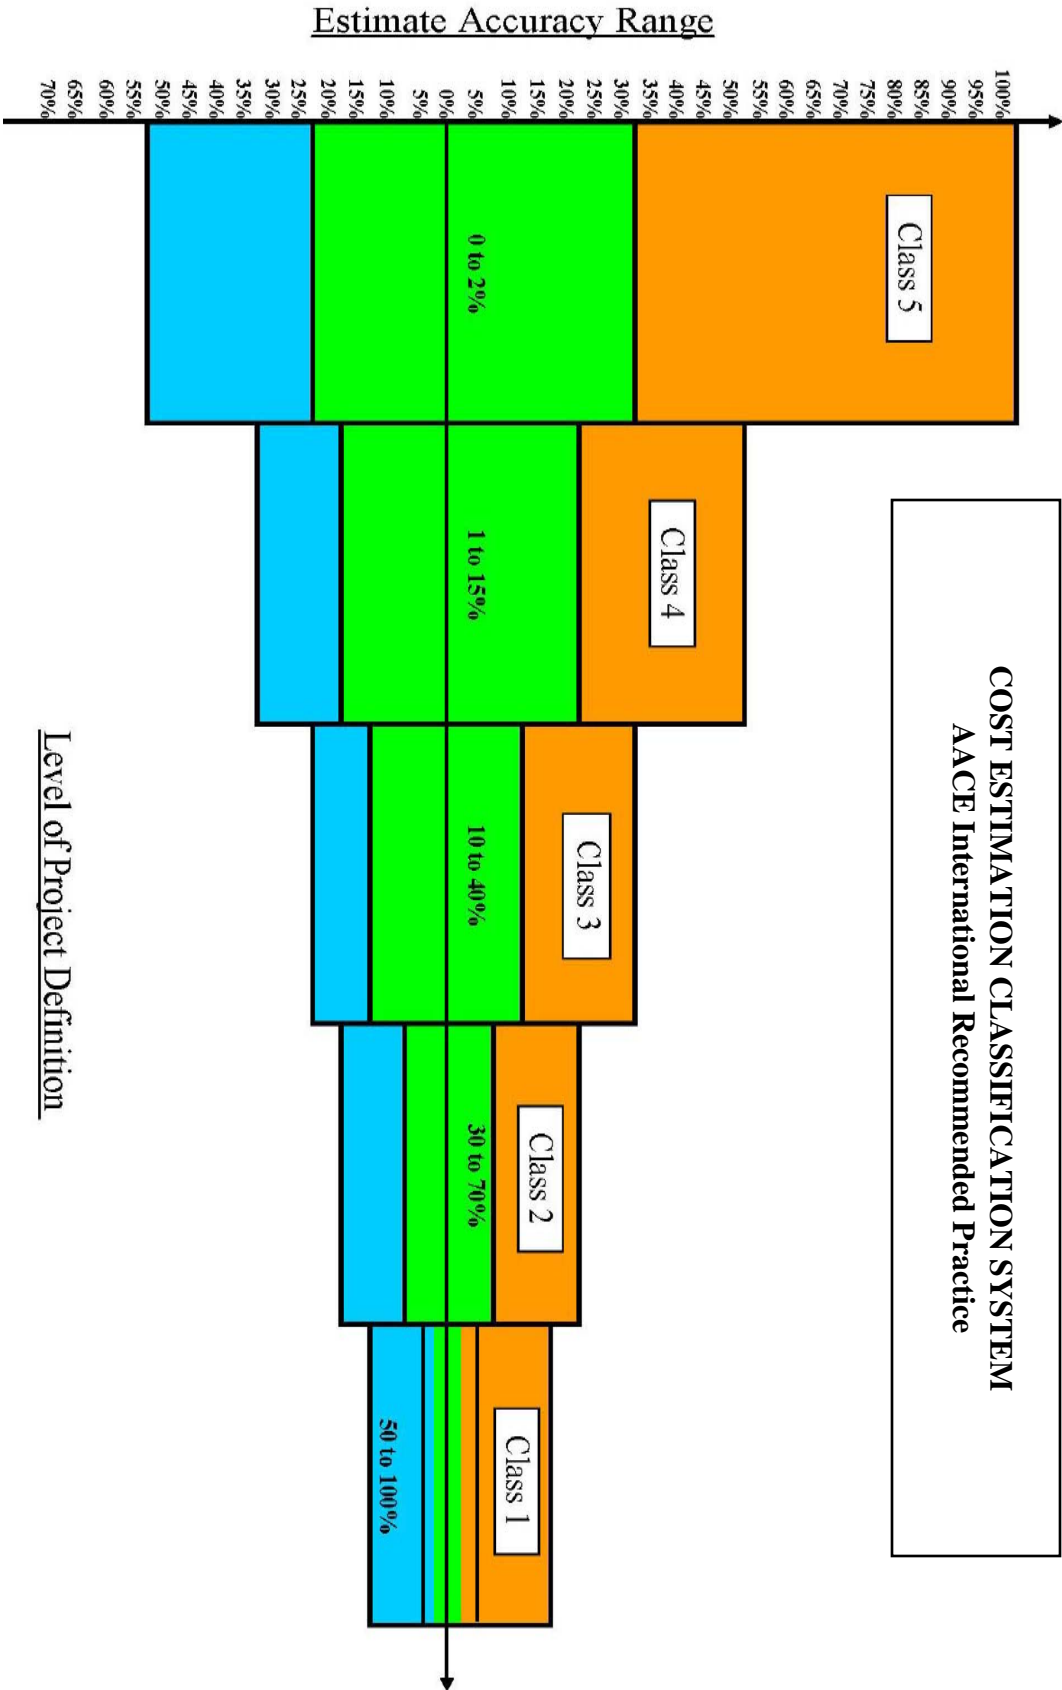 COST ESTIMATION CLASSIFICATION SYSTEM
AACE International Recommended Practice
Estimate Accuracy Range
100%
95%
90%
85%
80%
75%
70%
65%
60%
55%
50%
45%
40%
35%
30%
25%
20%
15%
10%
5%
0%
5%
10%
15%
20%
25%
30%
35%
40%
45%
50%
55%
60%
65%
70%
Class 5
0 to 2%
Class 4
1 to 15%
Class 3
10 to 40%
Class 2
30 to 70%
Class 1
50 to 100%
Level of Project Definition